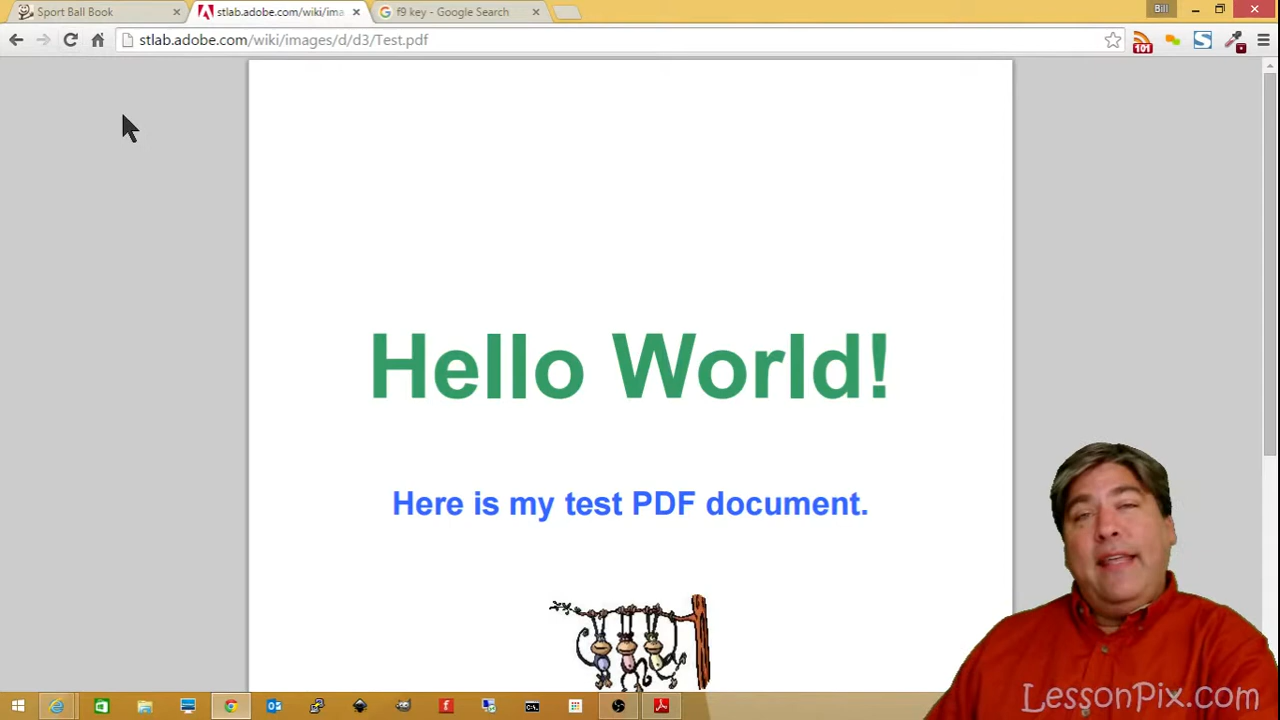 Sport Ball Book
stlab.adobe.com/wiki/ima
f9 key - Google Search
Bill
stlab.adobe.com/wiki/images/d/d3/Test.pdf
101
Hello World!
Here is my test PDF document.
LessonPix.com